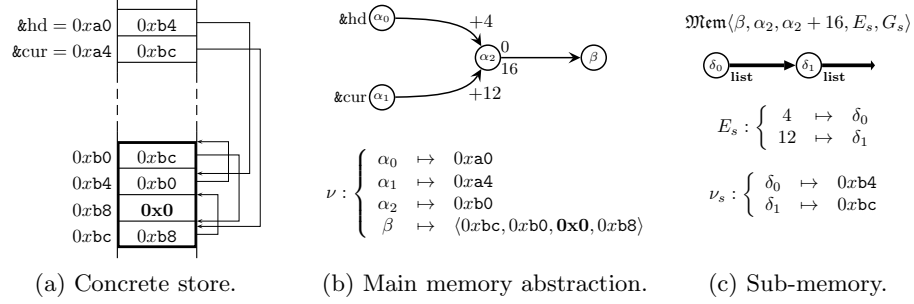 &hd = 0xa0 0xb4
&cur = 0xa4 0xbc
0xb0 0xbc
0xb4 0xb0
0xb8 0x0
0xbc 0xb8
(a) Concrete store.
&hd α₀ +4
α₂ 0 16 β
&cur α₁ +12
ν : { α₀ ↦ 0xa0
α₁ ↦ 0xa4
α₂ ↦ 0xb0
β ↦ ⟨0xbc, 0xb0, 0x0, 0xb8⟩
(b) Main memory abstraction.
𝔐𝔢𝔪⟨β, α₂, α₂ + 16, Eₛ, Gₛ⟩
δ₀ list δ₁ list
Eₛ : { 4 ↦ δ₀
12 ↦ δ₁
νₛ : { δ₀ ↦ 0xb4
δ₁ ↦ 0xbc
(c) Sub-memory.